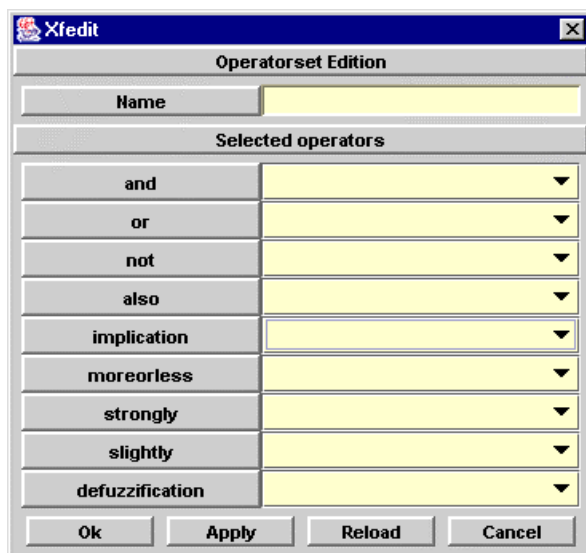 Xfedit
Operatorset Edition
Name
Selected operators
and
or
not
also
implication
moreorless
strongly
slightly
defuzzification
Ok Apply Reload Cancel